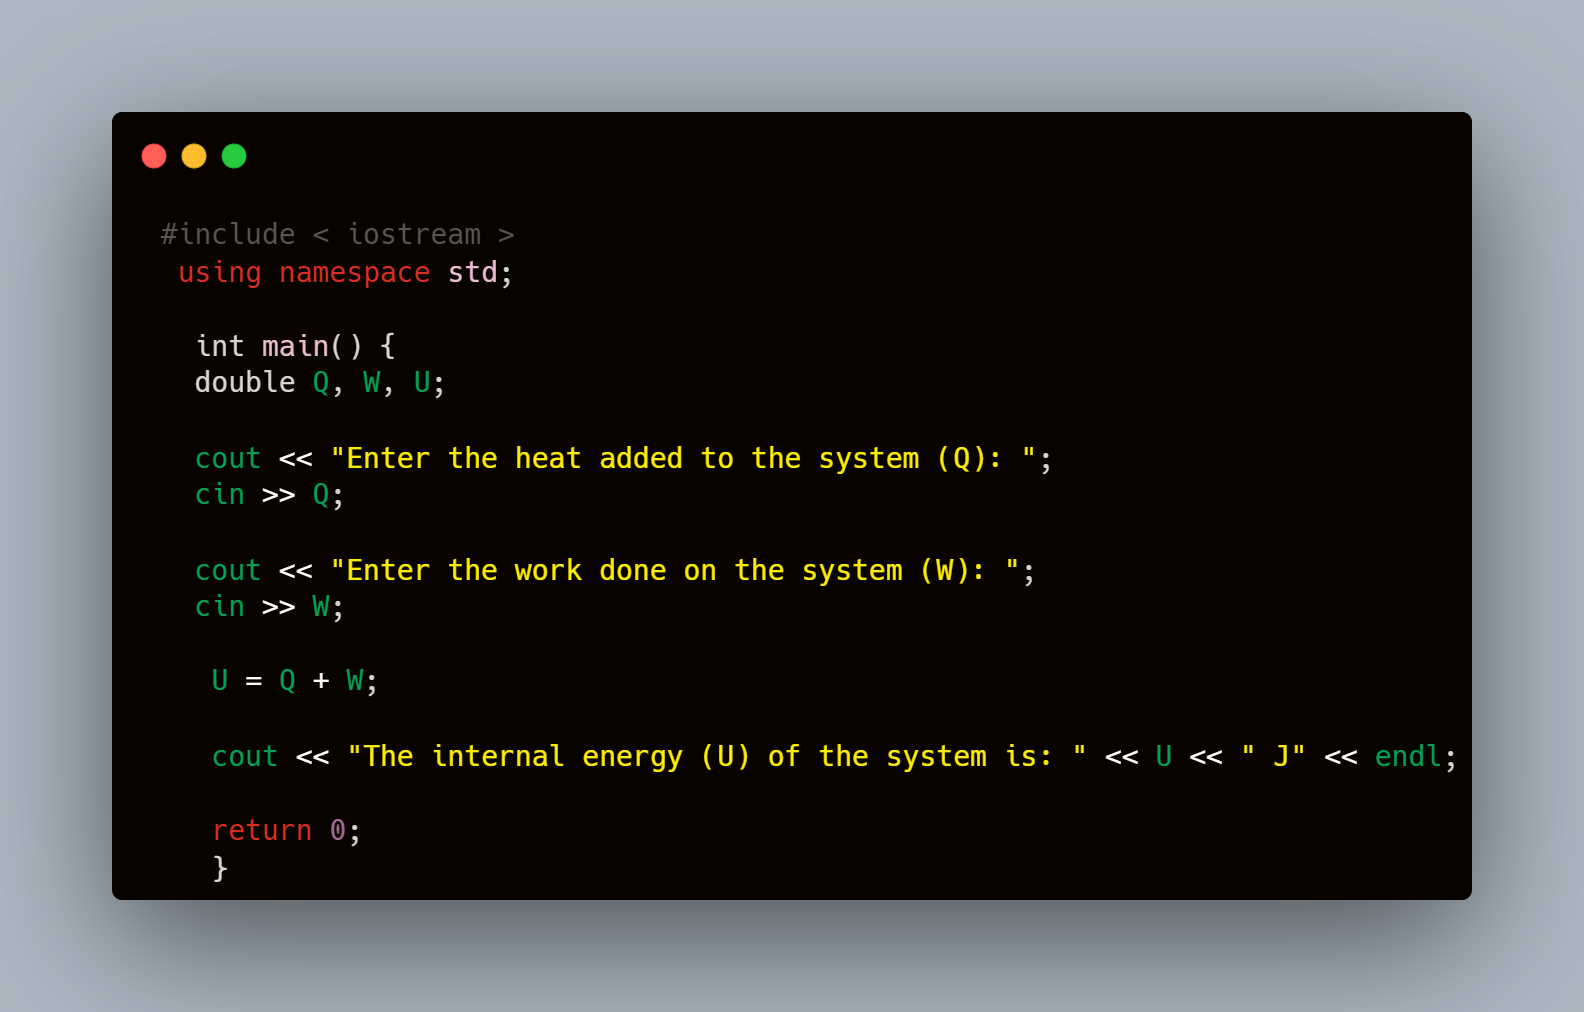 #include < iostream >
using namespace std;
int main() {
double Q, W, U;
cout << "Enter the heat added to the system (Q): ";
cin >> Q;
cout << "Enter the work done on the system (W): ";
cin >> W;
U = Q + W;
cout << "The internal energy (U) of the system is: " << U << " J" << endl;
return 0;
}